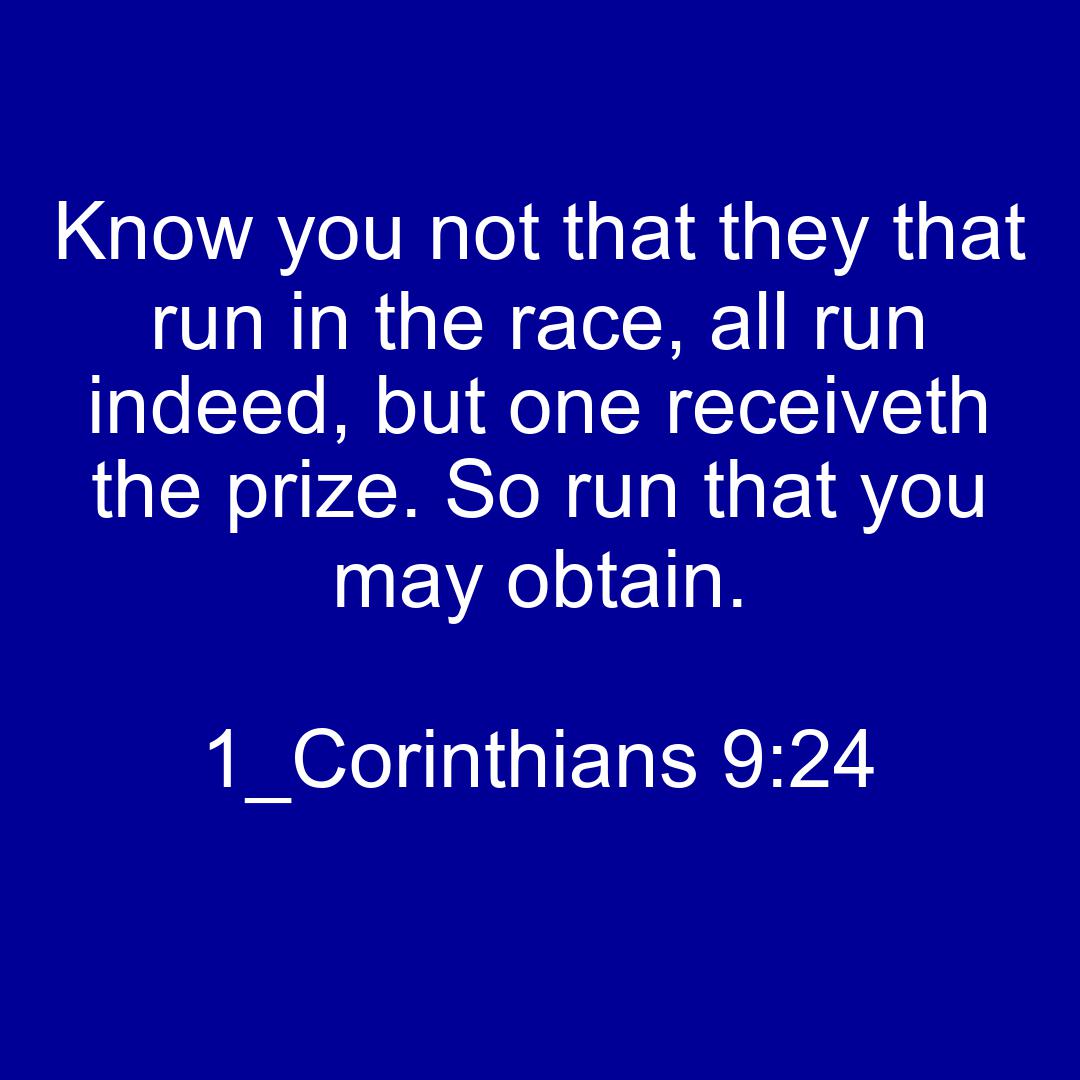 Know you not that they that
run in the race, all run
indeed, but one receiveth
the prize. So run that you
may obtain.
1_Corinthians 9:24